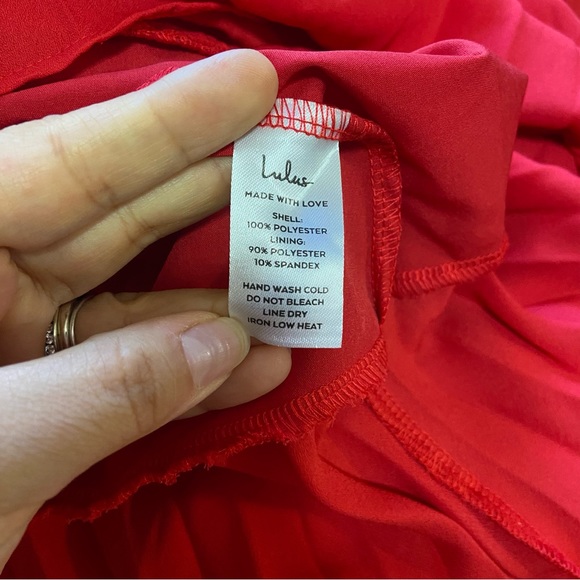 Lulus
MADE WITH LOVE
SHELL:
100% POLYESTER
LINING:
90% POLYESTER
10% SPANDEX
HAND WASH COLD
DO NOT BLEACH
LINE DRY
IRON LOW HEAT